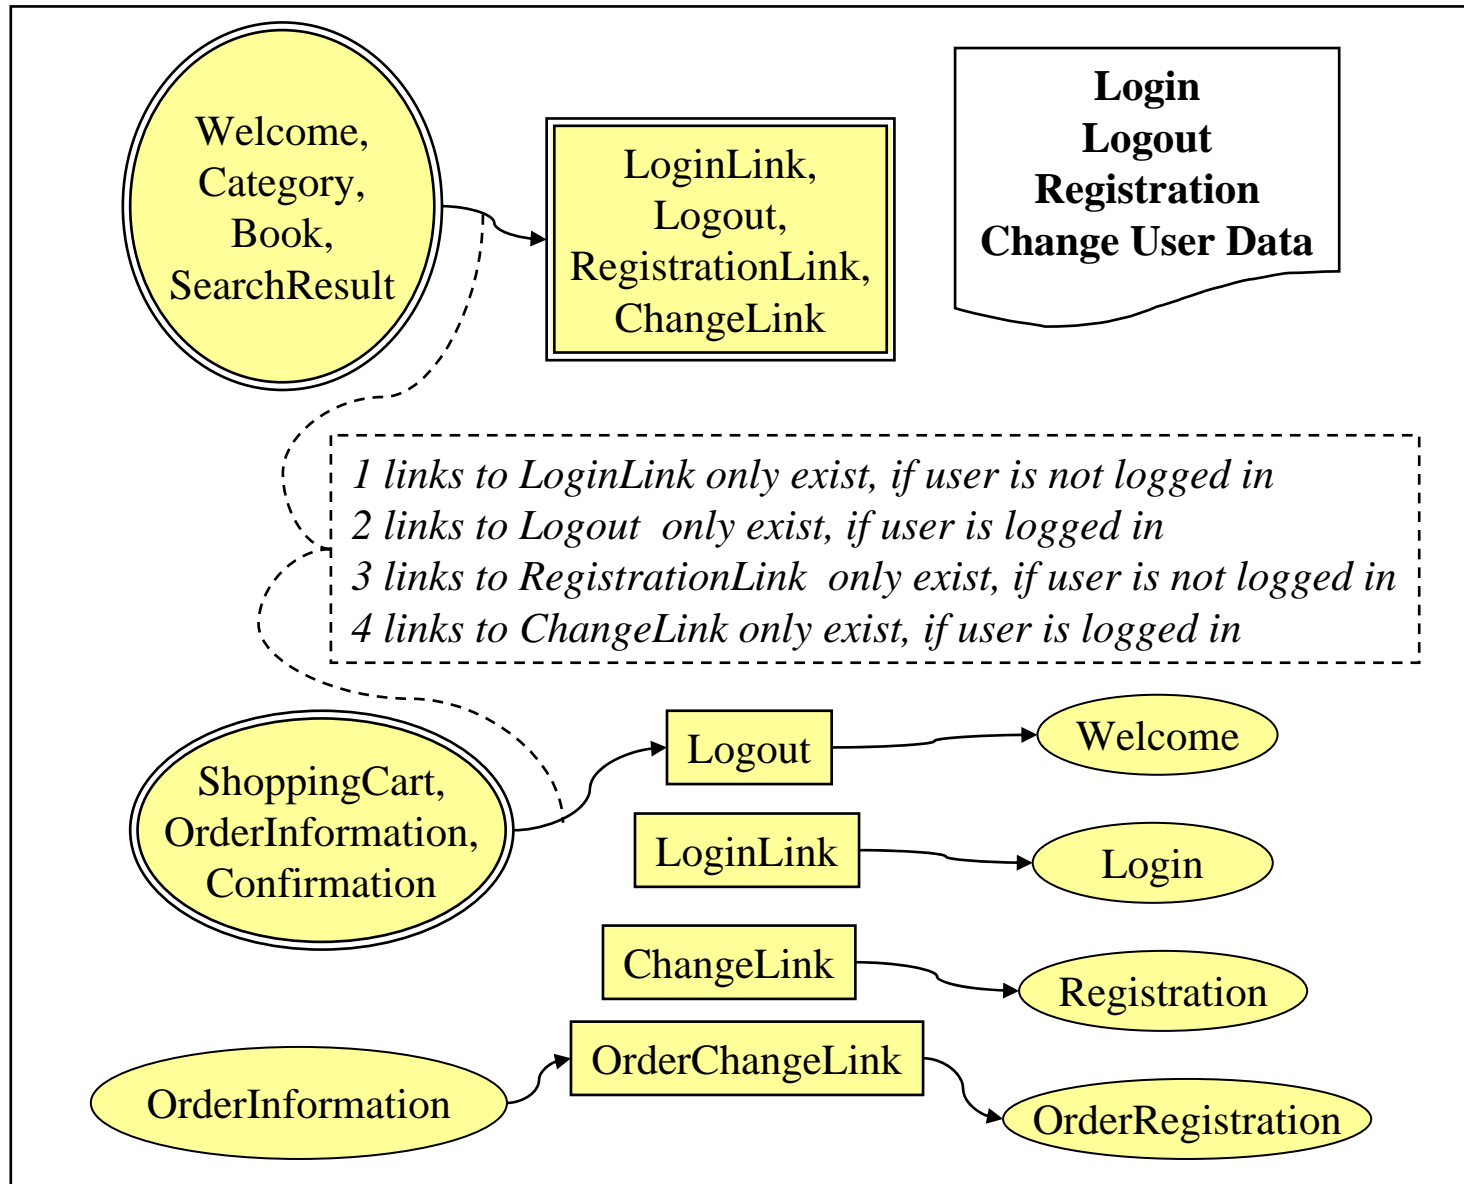 Welcome,
Category,
Book,
SearchResult
LoginLink,
Logout,
RegistrationLink,
ChangeLink
Login
Logout
Registration
Change User Data
1 links to LoginLink only exist, if user is not logged in
2 links to Logout only exist, if user is logged in
3 links to RegistrationLink only exist, if user is not logged in
4 links to ChangeLink only exist, if user is logged in
ShoppingCart,
OrderInformation,
Confirmation
Logout
Welcome
LoginLink
Login
ChangeLink
Registration
OrderInformation
OrderChangeLink
OrderRegistration